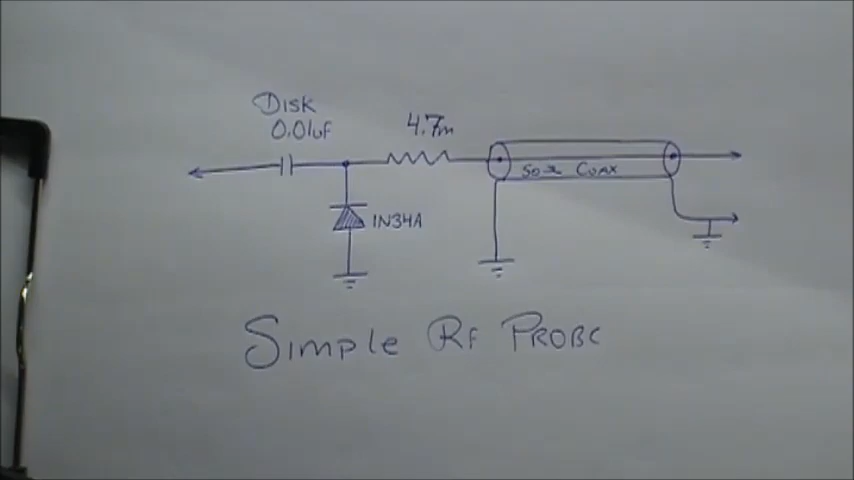 Disk
0.01uF
4.7m
50Ω Coax
1N34A
Simple RF PROBE